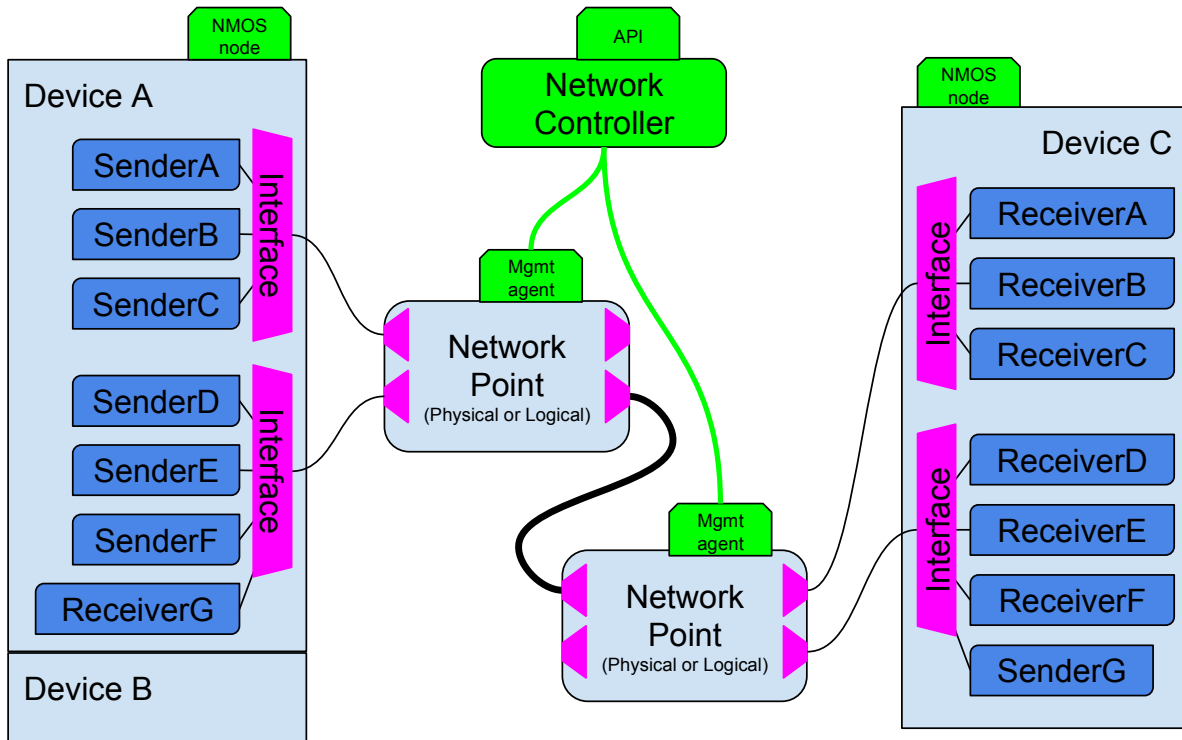 NMOS
node
Device A
SenderA
SenderB
SenderC
Interface
SenderD
SenderE
SenderF
ReceiverG
Interface
Device B
API
Network
Controller
Mgmt
agent
Network
Point
(Physical or Logical)
Mgmt
agent
Network
Point
(Physical or Logical)
NMOS
node
Device C
Interface
ReceiverA
ReceiverB
ReceiverC
Interface
ReceiverD
ReceiverE
ReceiverF
SenderG